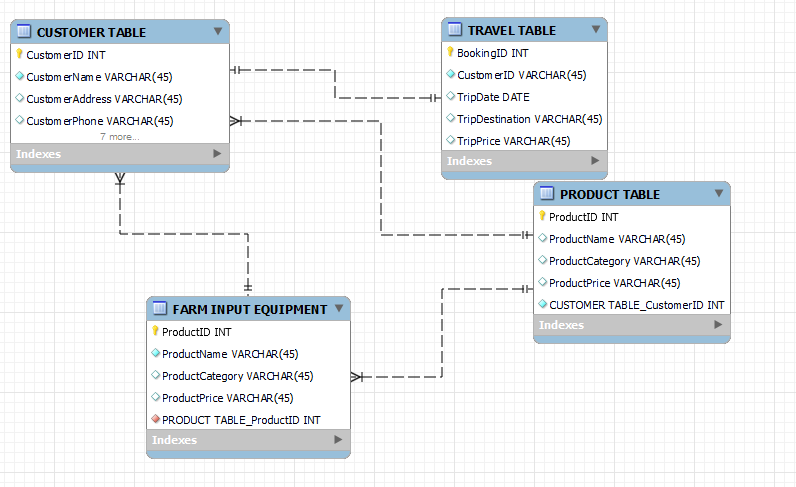 CUSTOMER TABLE
CustomerID INT
CustomerName VARCHAR(45)
CustomerAddress VARCHAR(45)
CustomerPhone VARCHAR(45)
7 more...
Indexes
TRAVEL TABLE
BookingID INT
CustomerID VARCHAR(45)
TripDate DATE
TripDestination VARCHAR(45)
TripPrice VARCHAR(45)
Indexes
PRODUCT TABLE
ProductID INT
ProductName VARCHAR(45)
ProductCategory VARCHAR(45)
ProductPrice VARCHAR(45)
CUSTOMER TABLE_CustomerID INT
Indexes
FARM INPUT EQUIPMENT
ProductID INT
ProductName VARCHAR(45)
ProductCategory VARCHAR(45)
ProductPrice VARCHAR(45)
PRODUCT TABLE_ProductID INT
Indexes